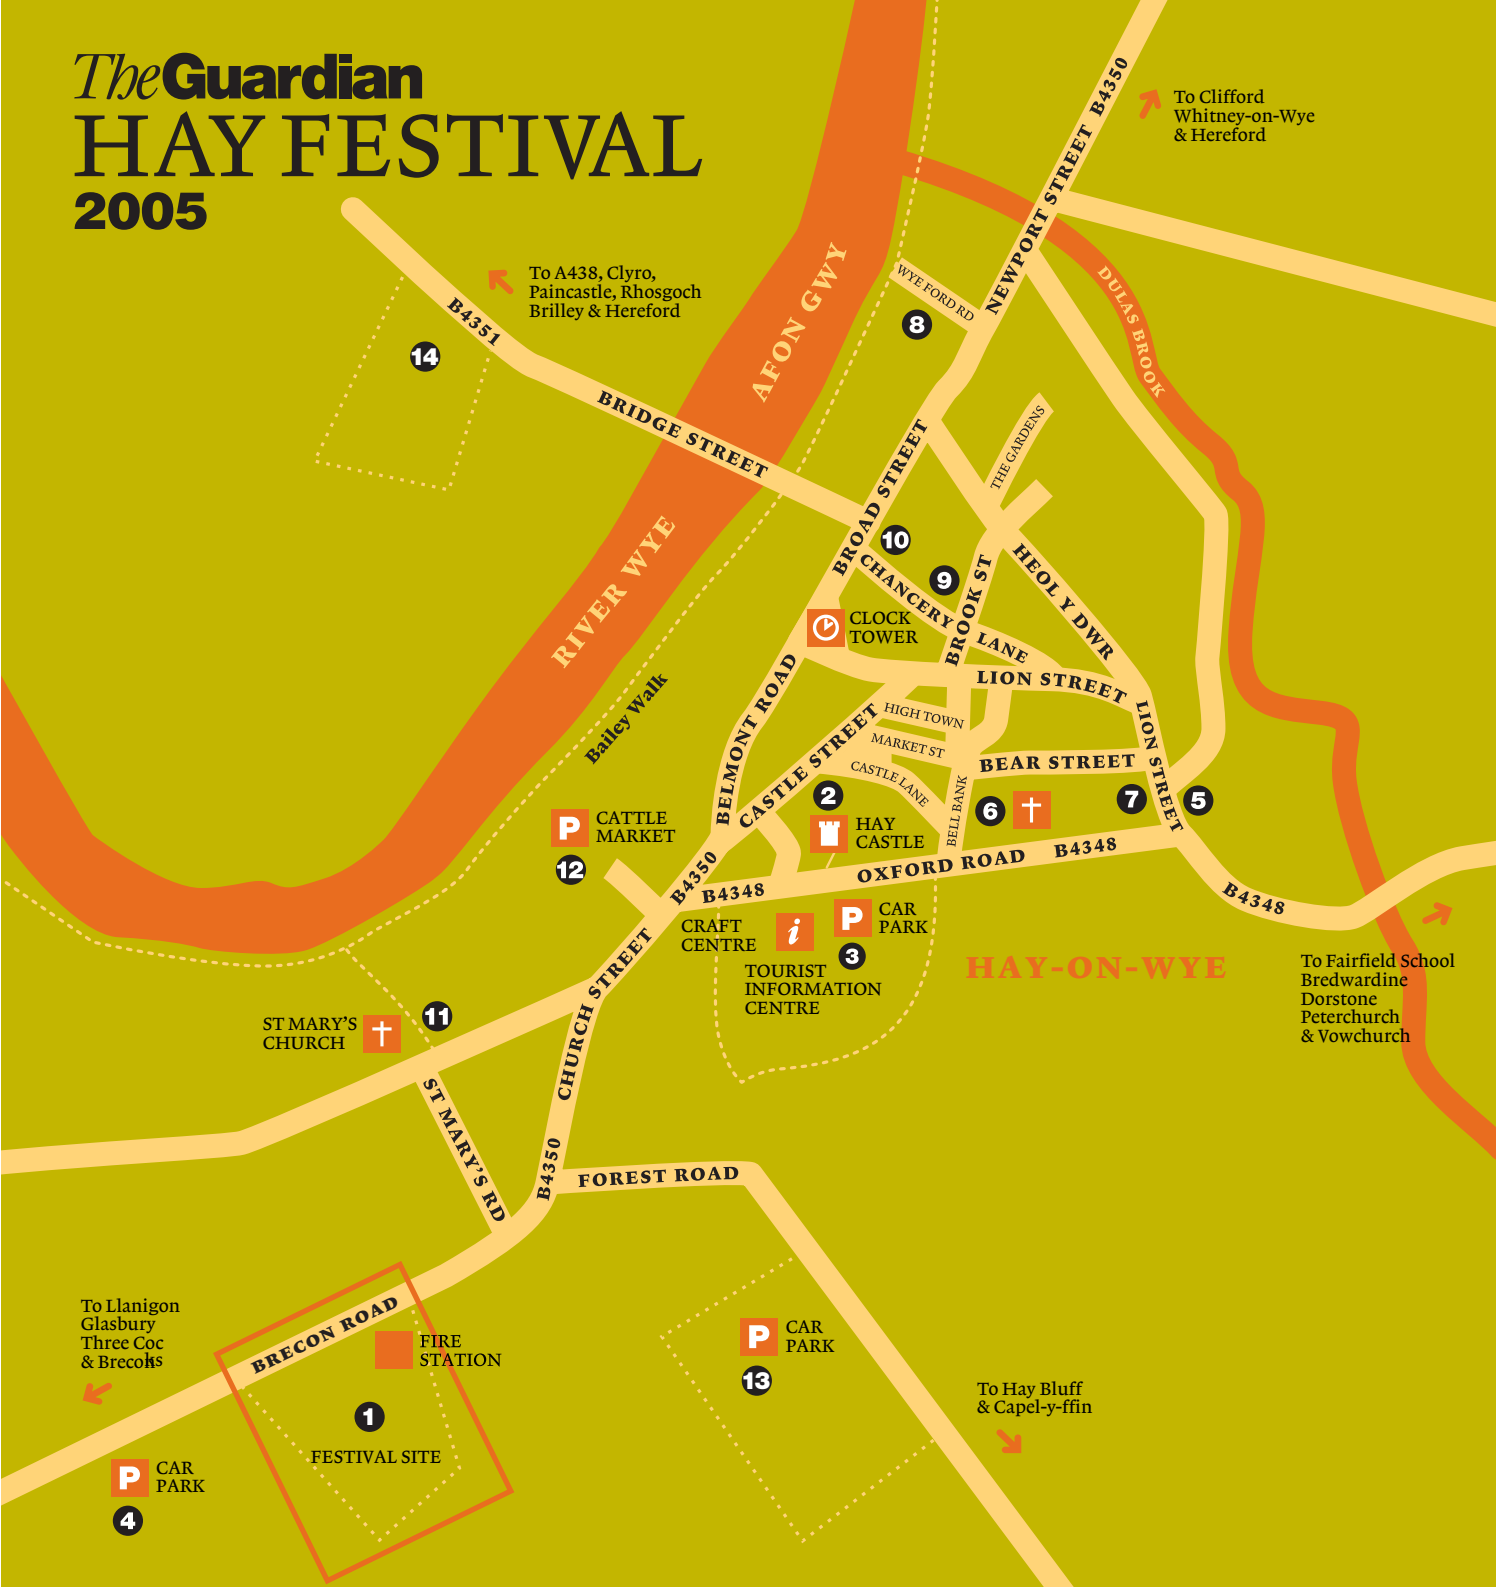 The Guardian
HAY FESTIVAL
2005
B4350
To Clifford
Whitney-on-Wye
& Hereford
NEWPORT STREET
To A438, Clyro,
Paincastle, Rhosgoch
Brilley & Hereford
B4351
14
AFON GWY
WYE FORD RD
8
DULAS BROOK
BRIDGE STREET
BROAD STREET
THE GARDENS
RIVER WYE
10
9
CHANCERY LANE
BROOK ST
HEOL Y DWR
CLOCK
TOWER
LION STREET
Bailey Walk
BELMONT ROAD
CASTLE STREET
HIGH TOWN
MARKET ST
CASTLE LANE
BELL BANK
BEAR STREET
LION STREET
2
6
7
5
P
CATTLE
MARKET
12
HAY
CASTLE
B4350
B4348
OXFORD ROAD
B4348
B4348
CRAFT
CENTRE
i
P
CAR
PARK
3
TOURIST
INFORMATION
CENTRE
HAY-ON-WYE
To Fairfield School
Bredwardine
Dorstone
Peterchurch
& Vowchurch
ST MARY'S
CHURCH
11
CHURCH STREET
ST MARY'S RD
B4350
FOREST ROAD
To Llanigon
Glasbury
Three Coc
& Brecon
ks
BRECON ROAD
FIRE
STATION
1
FESTIVAL SITE
P
CAR
PARK
4
P
CAR
PARK
13
To Hay Bluff
& Capel-y-ffin